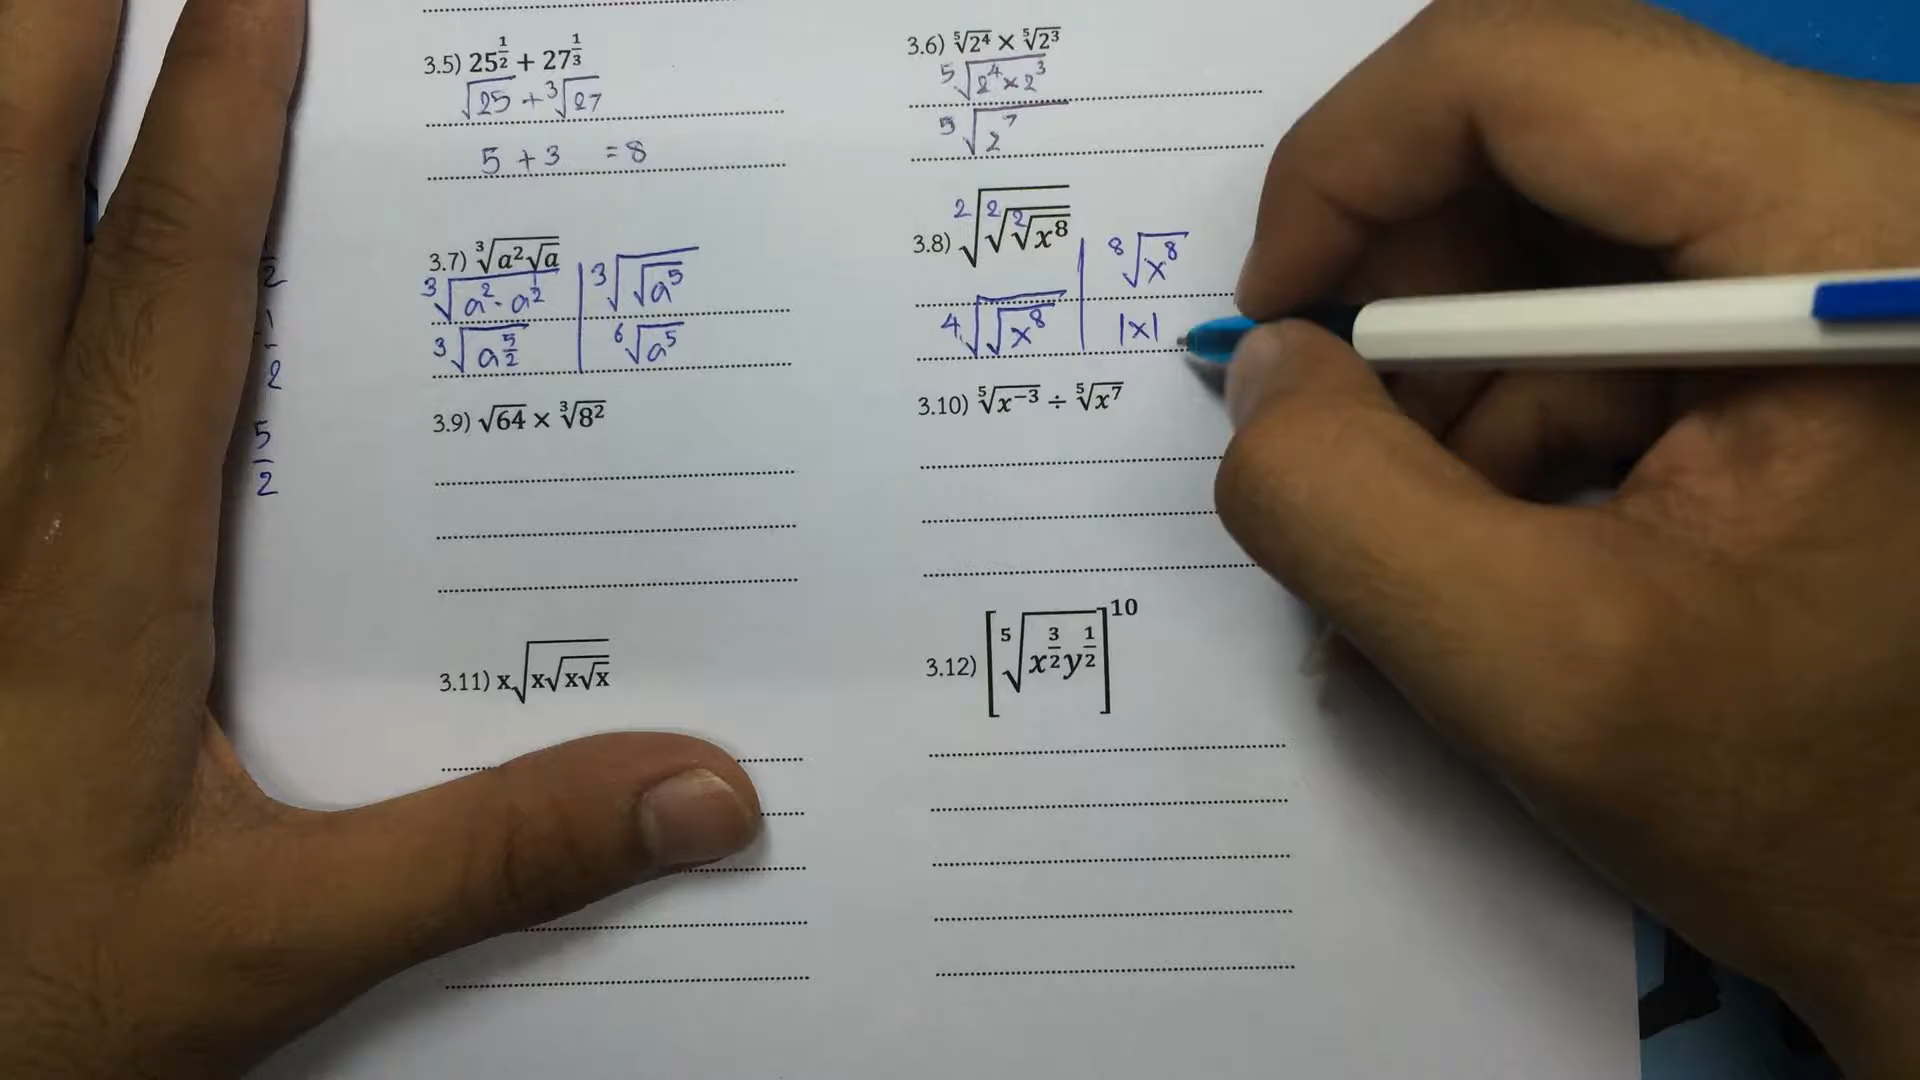 3.5) 25^{1/2} + 27^{1/3}
√25 + ³√27
5 + 3 = 8
3.6) ⁵√2⁴ × ⁵√2³
⁵√(2⁴ × 2³)
⁵√2⁷
3.7) ³√(a²√a)
³√(a² · a^{1/2})
³√(a^{5/2})
³√(√a⁵)
⁶√a⁵
3.8) ²√(²√(²√x⁸))
⁴√(√x⁸)
⁸√x⁸
|x|
1
2
5
2
3.9) √64 × ³√8²
3.10) ⁵√x⁻³ ÷ ⁵√x⁷
3.11) x√(x√(x√x))
3.12) [⁵√(x^{3/2}y^{1/2})]^{10}